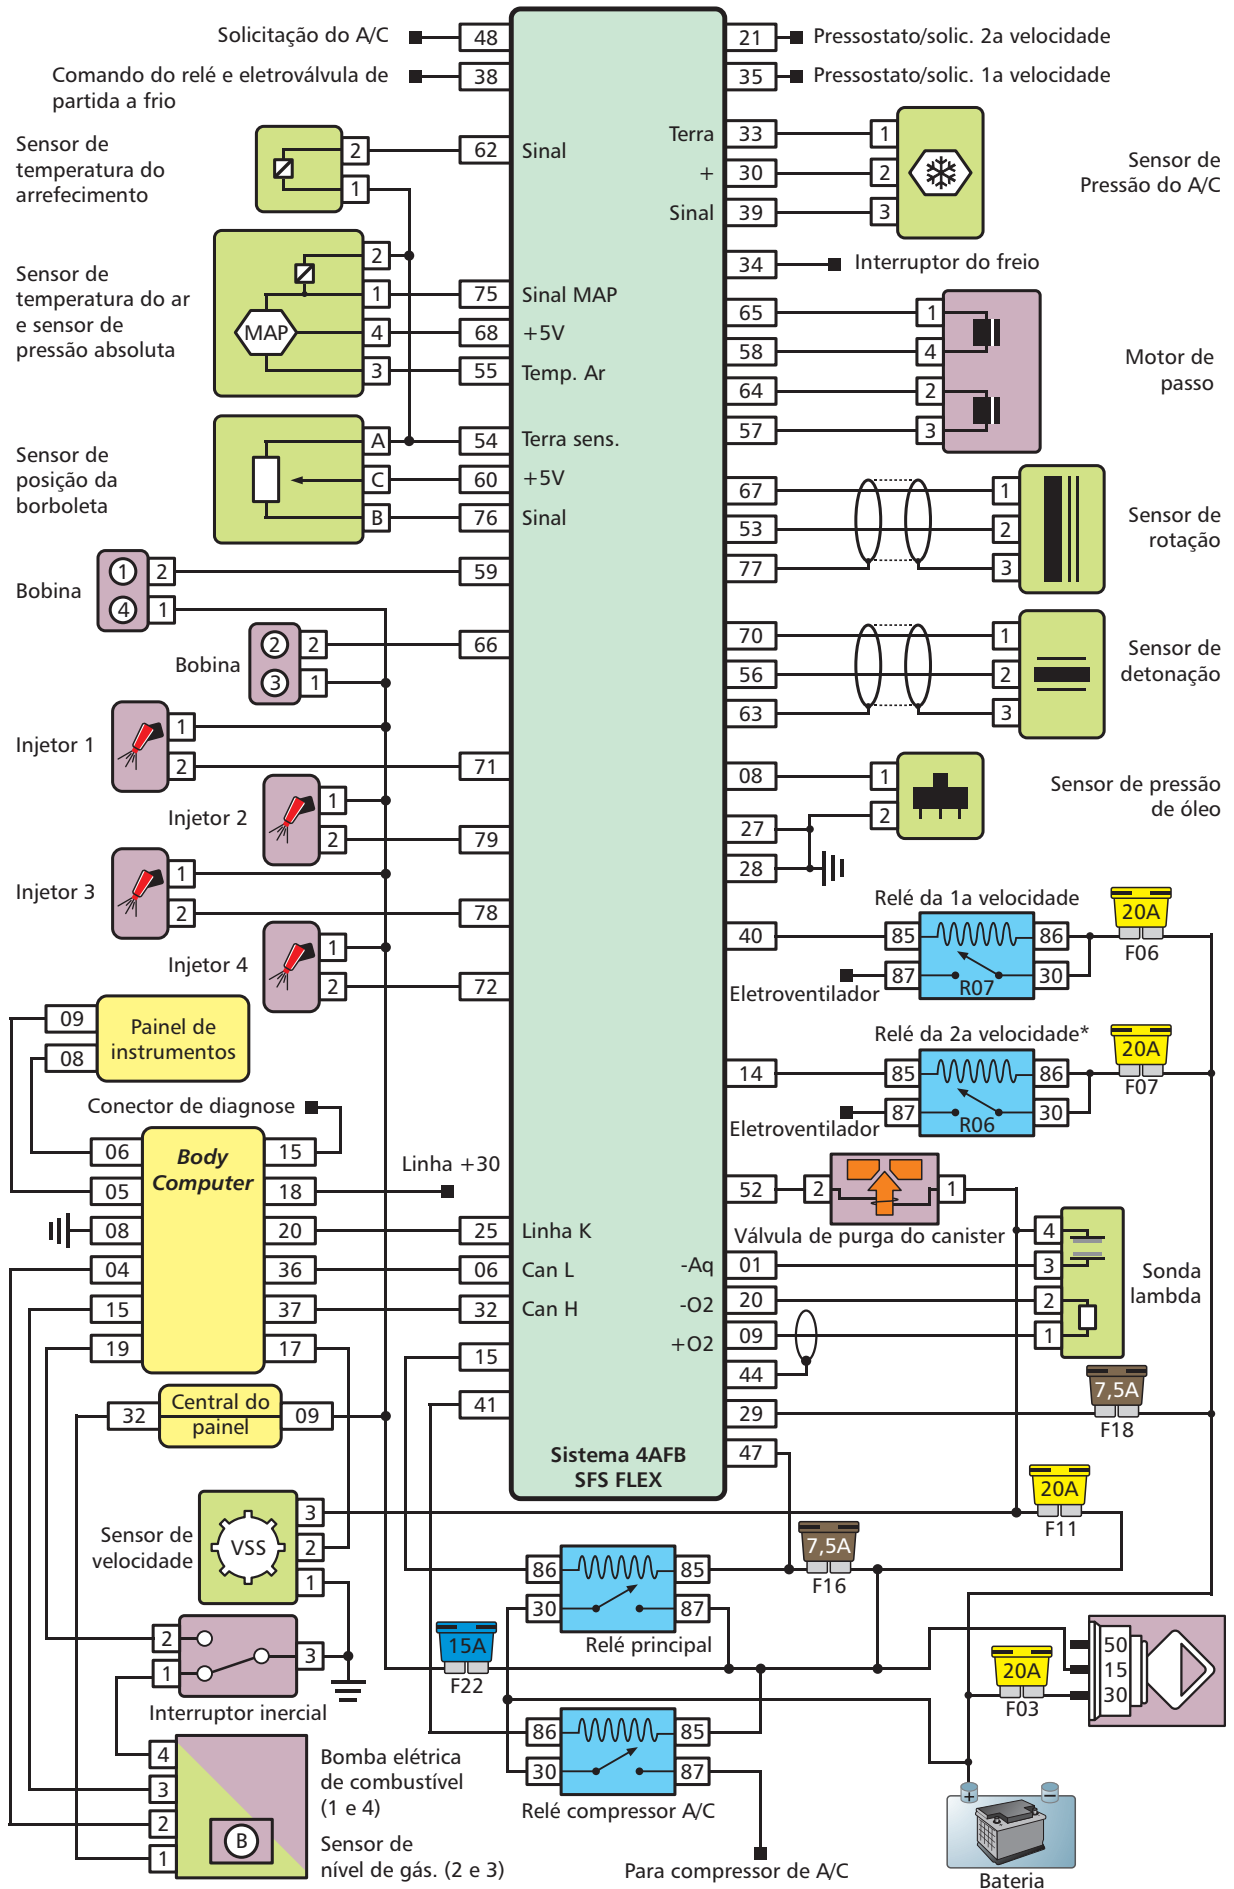 Solicitação do A/C
48
21
Pressostato/solic. 2a velocidade
Comando do relé e eletroválvula de
partida a frio
38
35
Pressostato/solic. 1a velocidade
Sensor de
temperatura do
arrefecimento
2
1
62
Sinal
Terra
33
1
+
30
2
Sinal
39
3
Sensor de
Pressão do A/C
34
Interruptor do freio
Sensor de
temperatura do ar
e sensor de
pressão absoluta
MAP
2
1
4
3
75
Sinal MAP
68
+5V
55
Temp. Ar
65
1
58
4
64
2
57
3
Motor de
passo
Sensor de
posição da
borboleta
A
C
B
54
Terra sens.
60
+5V
76
Sinal
67
1
53
2
77
3
Sensor de
rotação
Bobina
1
4
2
1
59
Bobina
2
3
2
1
66
70
1
56
2
63
3
Sensor de
detonação
Injetor 1
1
2
71
Injetor 2
1
2
79
Injetor 3
1
2
78
Injetor 4
1
2
72
08
1
27
2
28
Sensor de pressão
de óleo
Relé da 1a velocidade
40
85
86
87
30
R07
Eletroventilador
20A
F06
Relé da 2a velocidade*
14
85
86
87
30
R06
Eletroventilador
20A
F07
09
08
Painel de
instrumentos
Conector de diagnose
Body
Computer
06
05
08
04
15
19
15
18
20
36
37
17
Linha +30
25
Linha K
06
Can L
32
Can H
15
41
52
2
1
Válvula de purga do canister
-Aq
01
-O2
20
+O2
09
44
29
47
4
3
2
1
Sonda
lambda
7,5A
F18
32
Central do
painel
09
Sistema 4AFB
SFS FLEX
20A
F11
Sensor de
velocidade
VSS
3
2
1
7,5A
F16
86
85
30
87
Relé principal
15A
F22
2
1
3
Interruptor inercial
20A
F03
50
15
30
86
85
30
87
Relé compressor A/C
4
3
2
1
B
Bomba elétrica
de combustível
(1 e 4)
Sensor de
nível de gás. (2 e 3)
Para compressor de A/C
+
−
Bateria